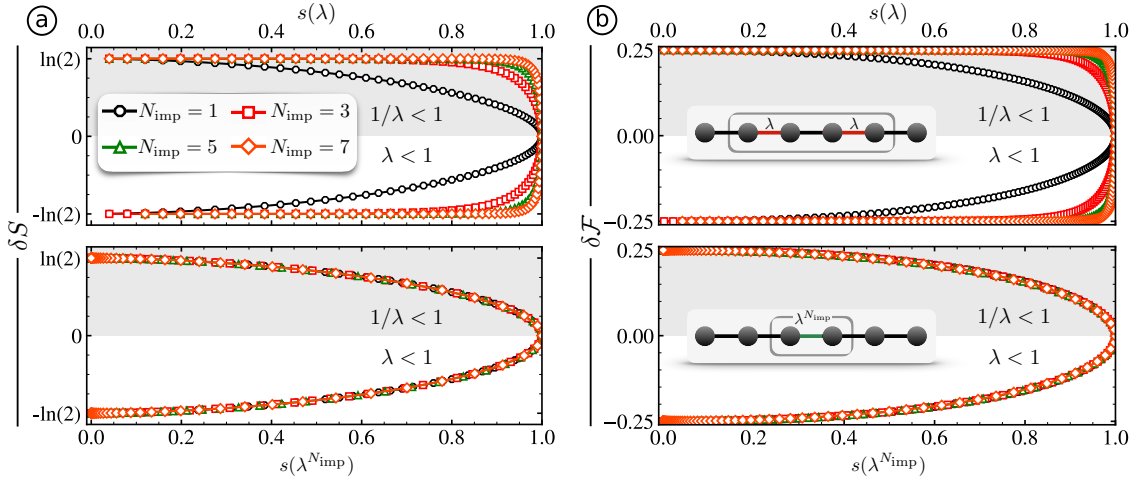 a
s(λ)
0.0 0.2 0.4 0.6 0.8 1.0
ln(2)
0
-ln(2)
N_imp = 1
N_imp = 3
N_imp = 5
N_imp = 7
1/λ < 1
λ < 1
δS
ln(2)
0
-ln(2)
1/λ < 1
λ < 1
0.0 0.2 0.4 0.6 0.8 1.0
s(λ^{N_imp})
b
s(λ)
0.0 0.2 0.4 0.6 0.8 1.0
0.25
0.00
−0.25
λ λ
1/λ < 1
λ < 1
δℱ
0.25
0.00
−0.25
λ^{N_imp}
1/λ < 1
λ < 1
0.0 0.2 0.4 0.6 0.8 1.0
s(λ^{N_imp})